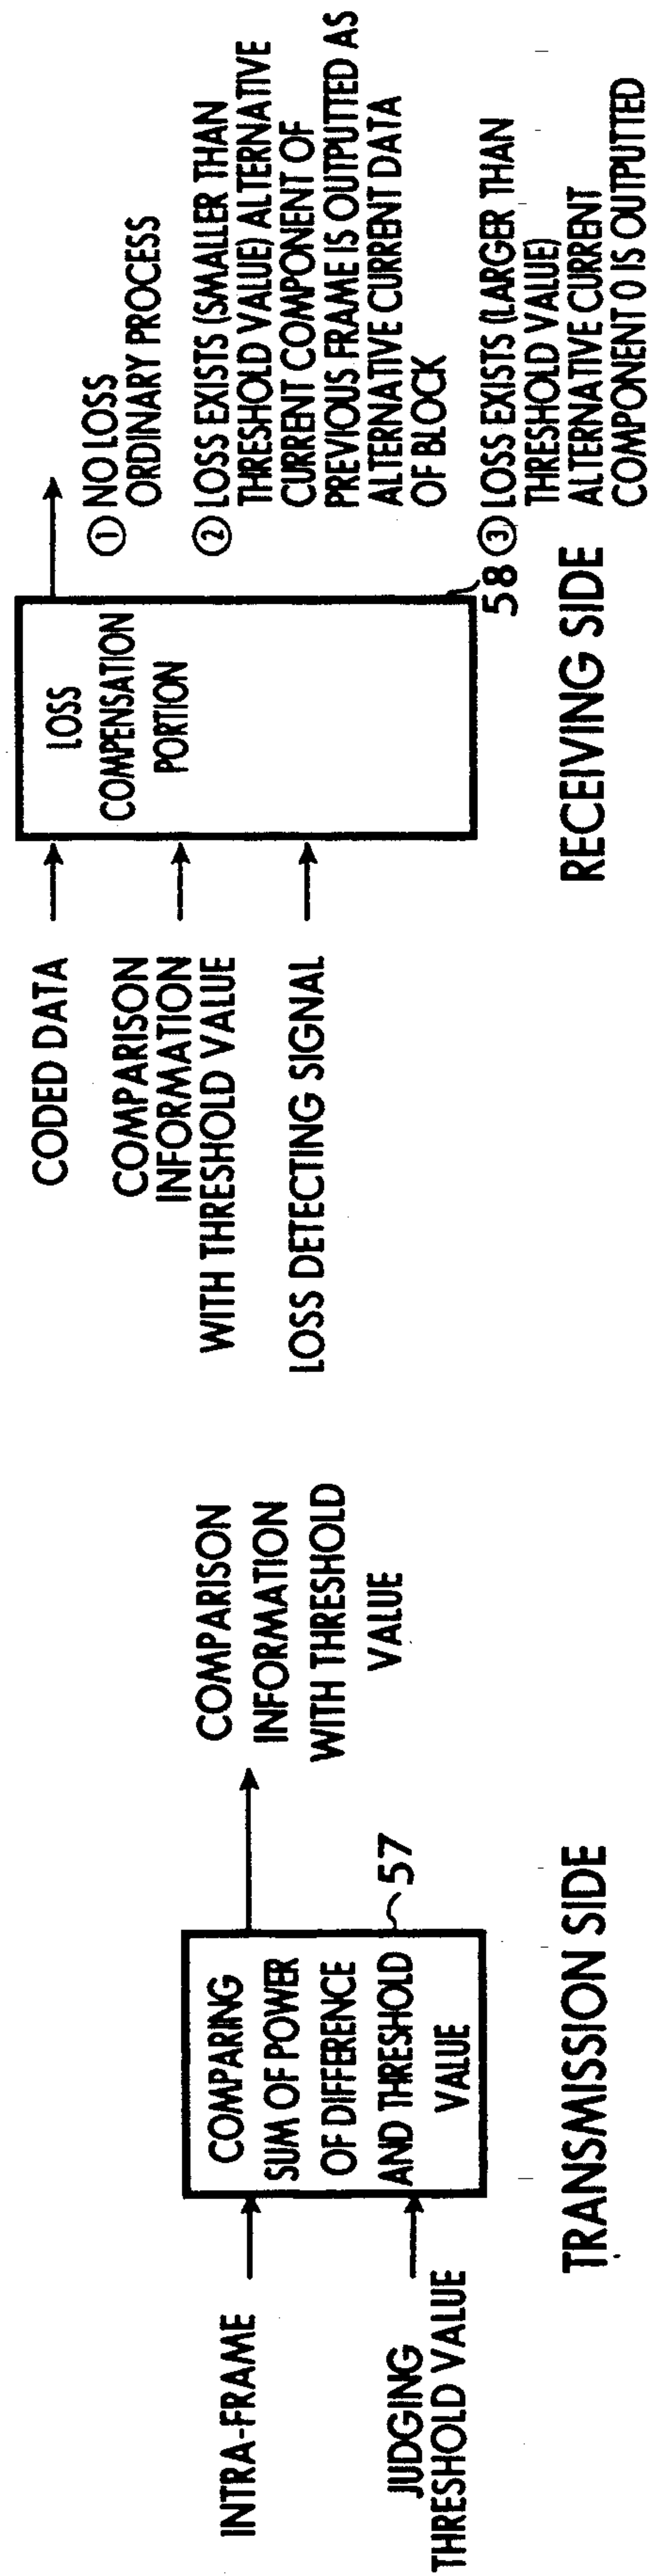 INTRA-FRAME
JUDGING
THRESHOLD VALUE
COMPARING
SUM OF POWER
OF DIFFERENCE
AND THRESHOLD
VALUE
57
COMPARISON
INFORMATION
WITH THRESHOLD
VALUE
TRANSMISSION SIDE
CODED DATA
COMPARISON
INFORMATION
WITH THRESHOLD VALUE
LOSS DETECTING SIGNAL
LOSS
COMPENSATION
PORTION
58
① NO LOSS
ORDINARY PROCESS
② LOSS EXISTS (SMALLER THAN
THRESHOLD VALUE) ALTERNATIVE
CURRENT COMPONENT OF
PREVIOUS FRAME IS OUTPUTTED AS
ALTERNATIVE CURRENT DATA
OF BLOCK
③ LOSS EXISTS (LARGER THAN
THRESHOLD VALUE)
ALTERNATIVE CURRENT
COMPONENT 0 IS OUTPUTTED
RECEIVING SIDE